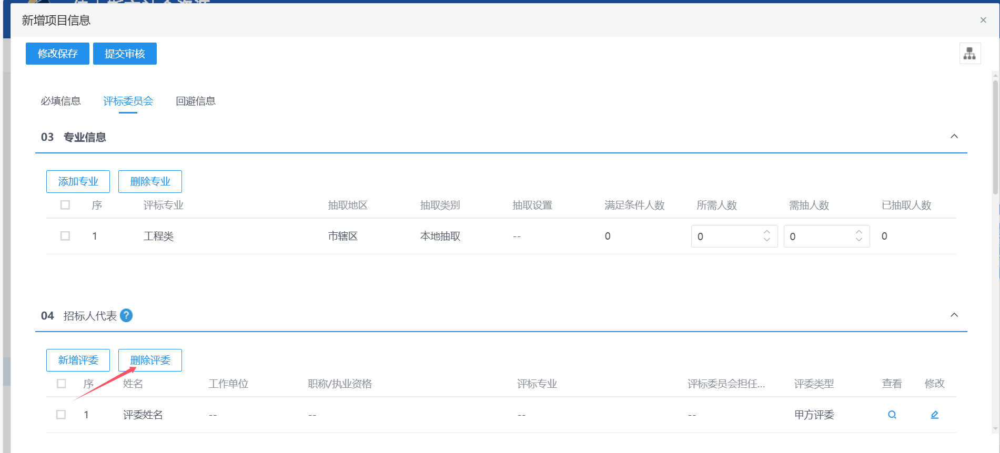 新增项目信息
修改保存 提交审核
必填信息 评标委员会 回避信息
03 专业信息
添加专业 删除专业
序 评标专业 抽取地区 抽取类别 抽取设置 满足条件人数 所需人数 需抽人数 已抽取人数
1 工程类 市辖区 本地抽取 -- 0 0 0 0
04 招标人代表 ?
新增评委 删除评委
序 姓名 工作单位 职称/执业资格 评标专业 评标委员会担任... 评委类型 查看 修改
1 评委姓名 -- -- -- -- 甲方评委